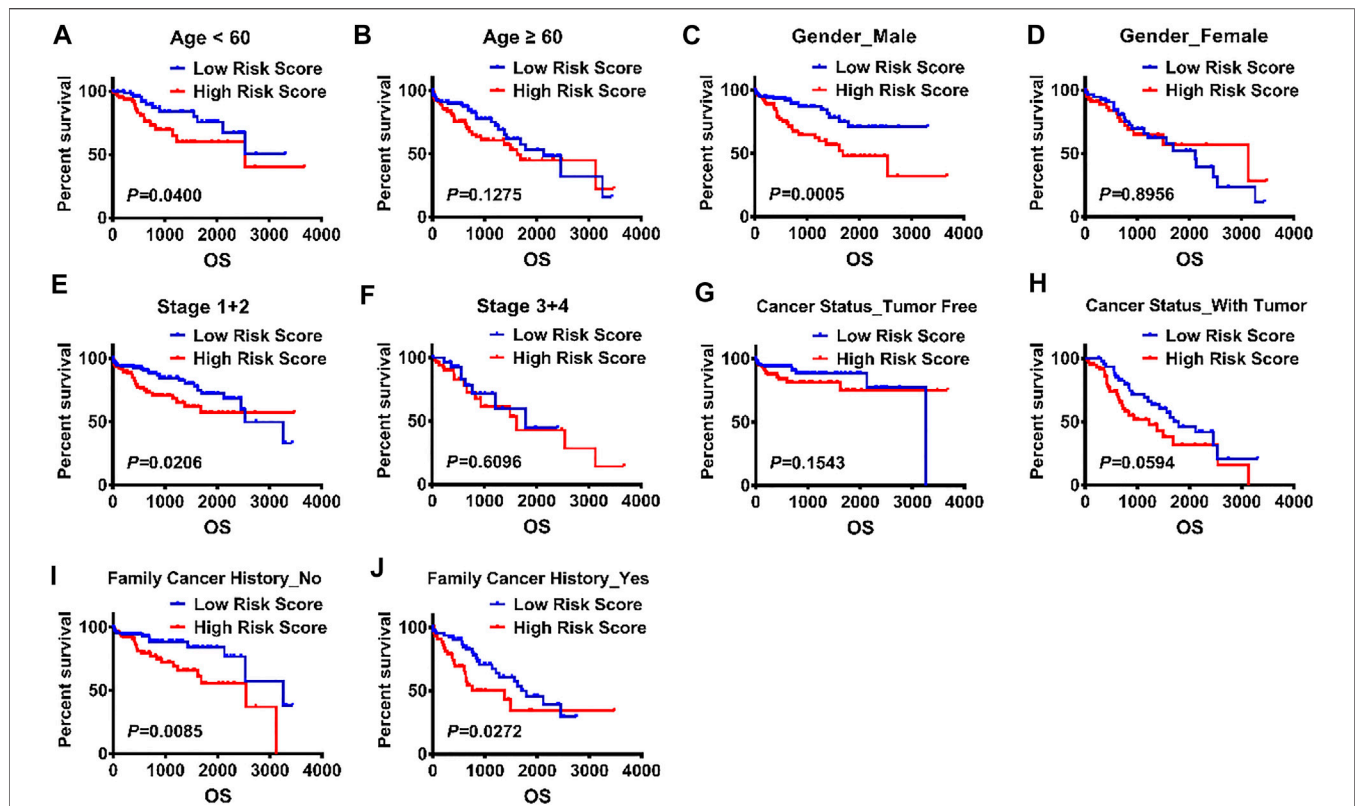 A
Age < 60
Low Risk Score
High Risk Score
Percent survival
100
50
0
P=0.0400
0 1000 2000 3000 4000
OS
B
Age ≥ 60
Low Risk Score
High Risk Score
Percent survival
100
50
0
P=0.1275
0 1000 2000 3000 4000
OS
C
Gender_Male
Low Risk Score
High Risk Score
Percent survival
100
50
0
P=0.0005
0 1000 2000 3000 4000
OS
D
Gender_Female
Low Risk Score
High Risk Score
Percent survival
100
50
0
P=0.8956
0 1000 2000 3000 4000
OS
E
Stage 1+2
Low Risk Score
High Risk Score
Percent survival
100
50
0
P=0.0206
0 1000 2000 3000 4000
OS
F
Stage 3+4
Low Risk Score
High Risk Score
Percent survival
100
50
0
P=0.6096
0 1000 2000 3000 4000
OS
G
Cancer Status_Tumor Free
Low Risk Score
High Risk Score
Percent survival
100
50
0
P=0.1543
0 1000 2000 3000 4000
OS
H
Cancer Status_With Tumor
Low Risk Score
High Risk Score
Percent survival
100
50
0
P=0.0594
0 1000 2000 3000 4000
OS
I
Family Cancer History_No
Low Risk Score
High Risk Score
Percent survival
100
50
0
P=0.0085
0 1000 2000 3000 4000
OS
J
Family Cancer History_Yes
Low Risk Score
High Risk Score
Percent survival
100
50
0
P=0.0272
0 1000 2000 3000 4000
OS